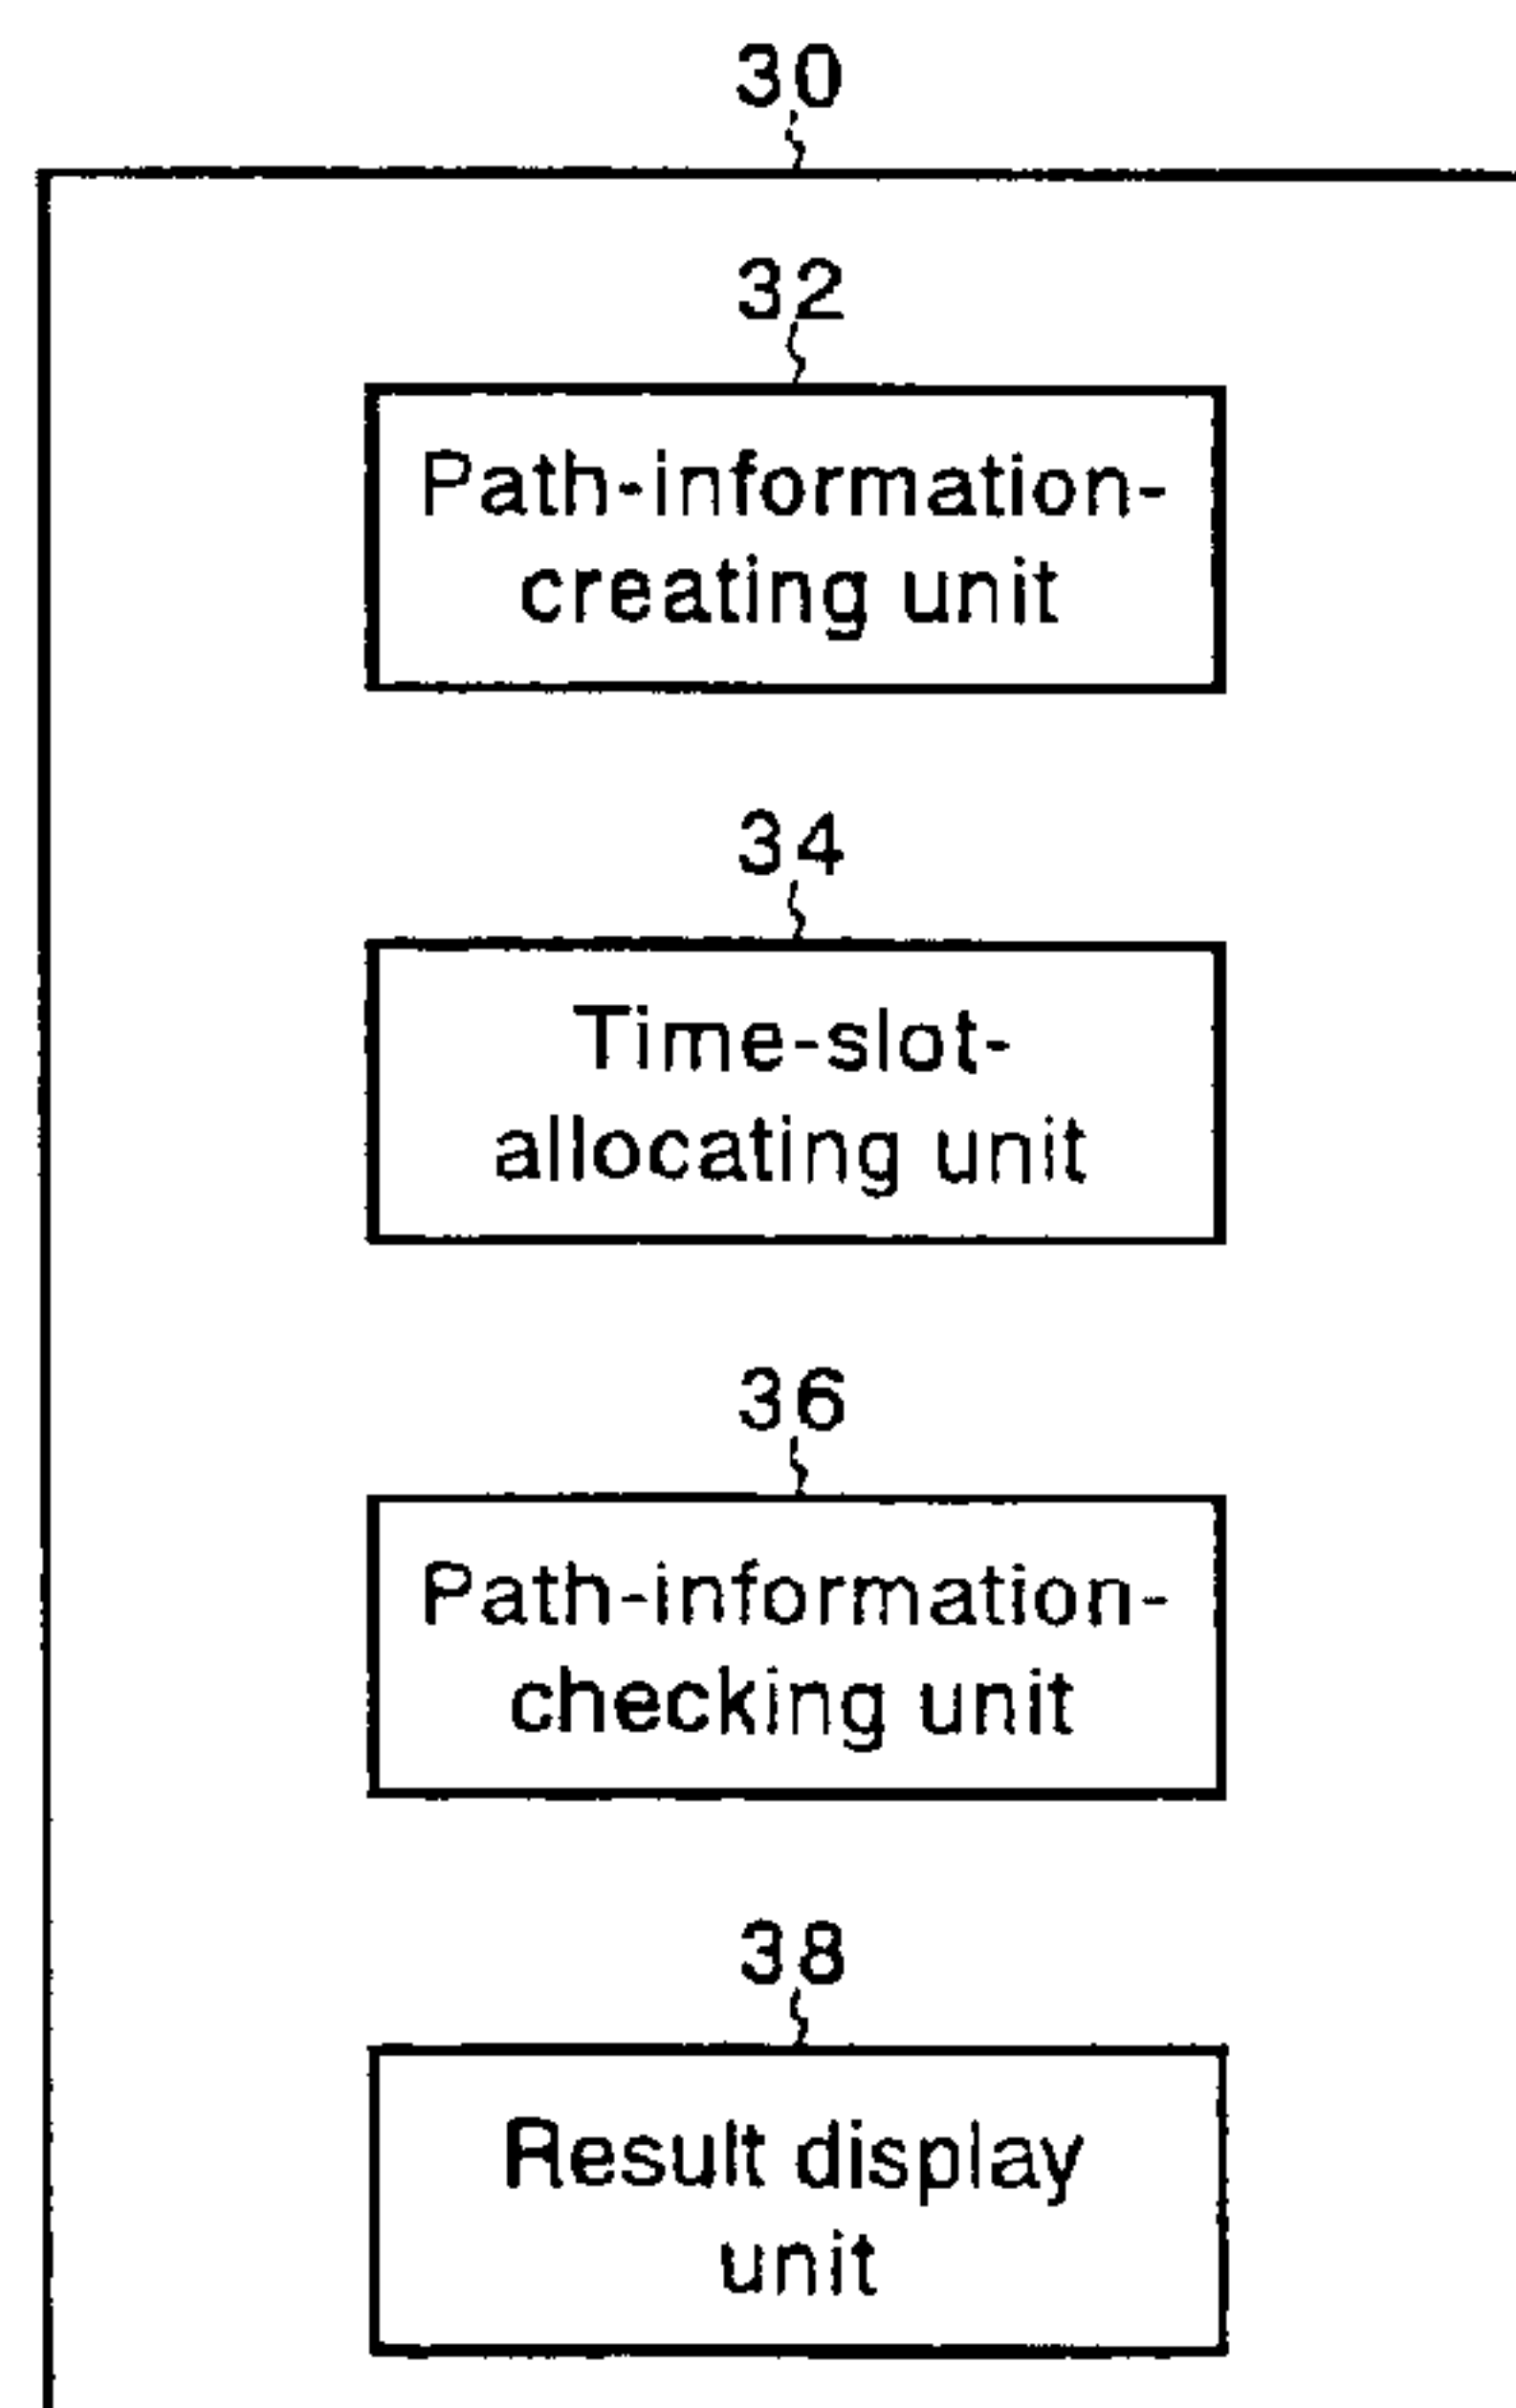 30
32
Path-information-
creating unit
34
Time-slot-
allocating unit
36
Path-information-
checking unit
38
Result display
unit